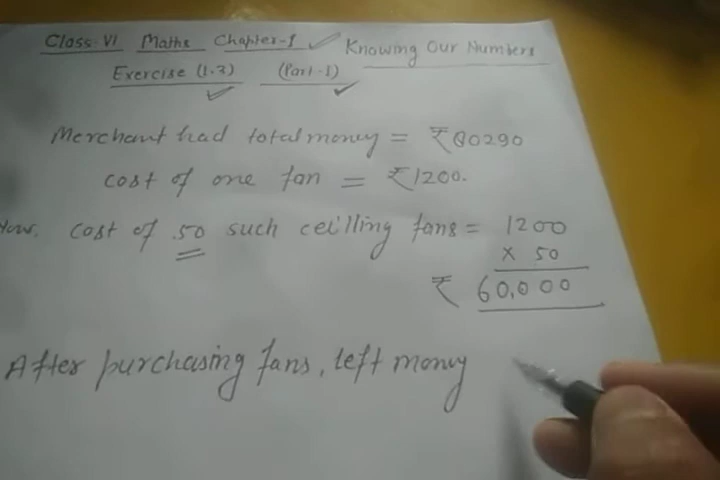 Class-VI Maths Chapter-1 Knowing Our Numbers
Exercise (1.2) (Part-1)
Merchant had total money = ₹80290
cost of one fan = ₹1200.
Now, cost of 50 such ceilling fans = 1200
x 50
₹ 60,000
After purchasing fans, left money